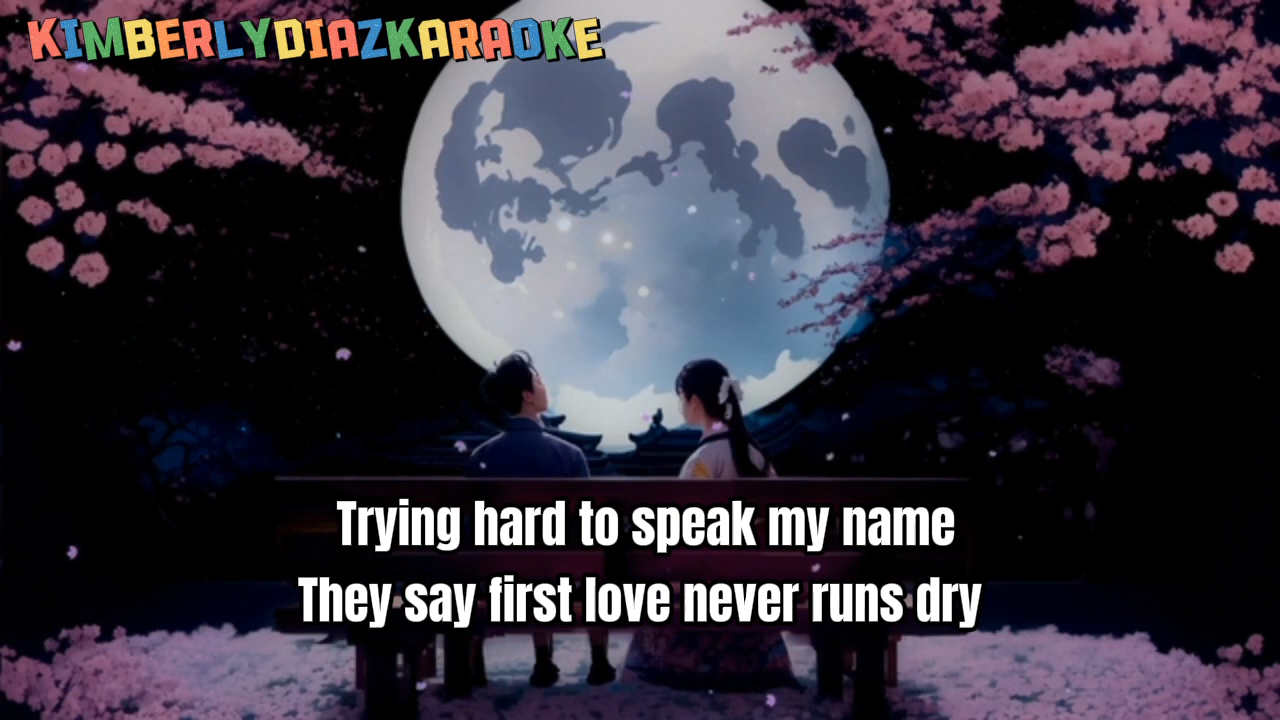 KIMBERLYDIAZKARAOKE
Trying hard to speak my name
They say first love never runs dry